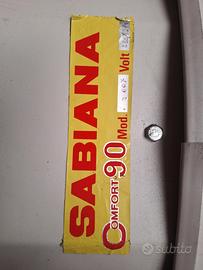 SABIANA
COMFORT 90 Mod.
Volt
subito